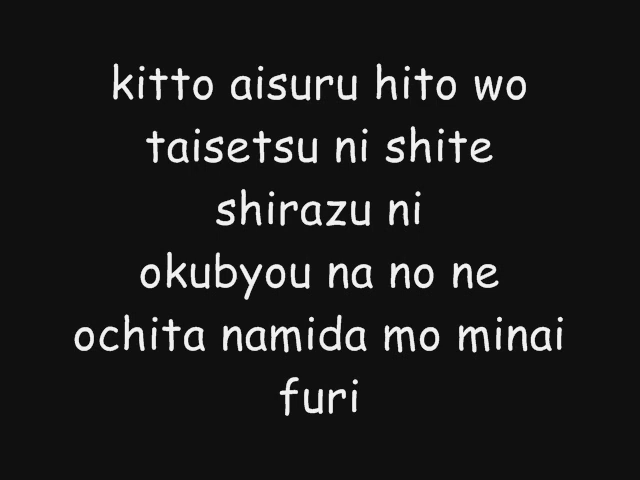 kitto aisuru hito wo
taisetsu ni shite
shirazu ni
okubyou na no ne
ochita namida mo minai
furi